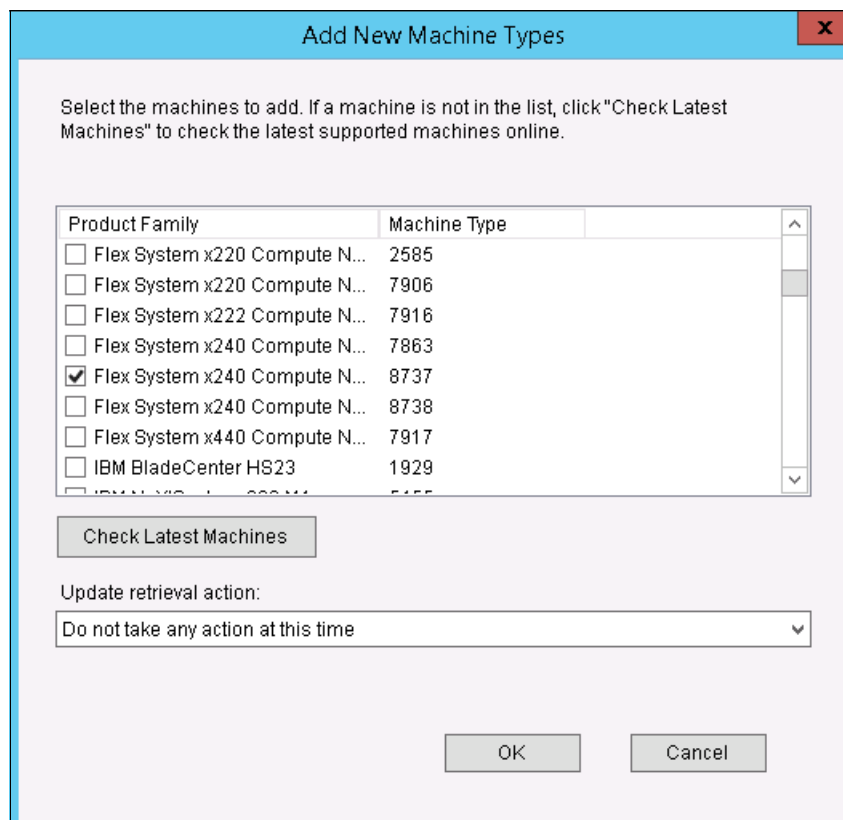 Add New Machine Types
x
Select the machines to add. If a machine is not in the list, click "Check Latest
Machines" to check the latest supported machines online.
Product Family Machine Type
Flex System x220 Compute N... 2585
Flex System x220 Compute N... 7906
Flex System x222 Compute N... 7916
Flex System x240 Compute N... 7863
Flex System x240 Compute N... 8737
Flex System x240 Compute N... 8738
Flex System x440 Compute N... 7917
IBM BladeCenter HS23 1929
Check Latest Machines
Update retrieval action:
Do not take any action at this time
OK Cancel